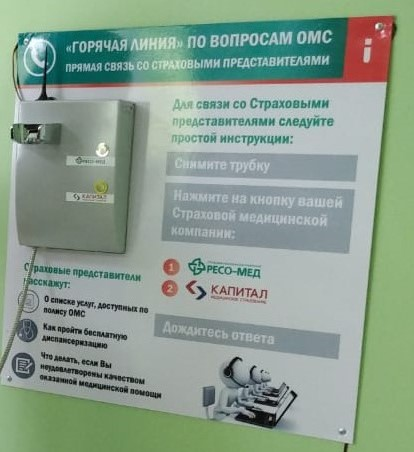 «ГОРЯЧАЯ ЛИНИЯ» ПО ВОПРОСАМ ОМС
ПРЯМАЯ СВЯЗЬ СО СТРАХОВЫМИ ПРЕДСТАВИТЕЛЯМИ
i
Для связи со Страховыми
представителями следуйте
простой инструкции:
Снимите трубку
Нажмите на кнопку вашей
Страховой медицинской
компании:
1 РЕСО-МЕД
2 КАПИТАЛ
МЕДИЦИНСКОЕ СТРАХОВАНИЕ
Дождитесь ответа
РЕСО-МЕД
КАПИТАЛ
Страховые представители
расскажут:
О списке услуг, доступных по
полису ОМС
Как пройти бесплатную
диспансеризацию
Что делать, если Вы
неудовлетворены качеством
оказанной медицинской помощи